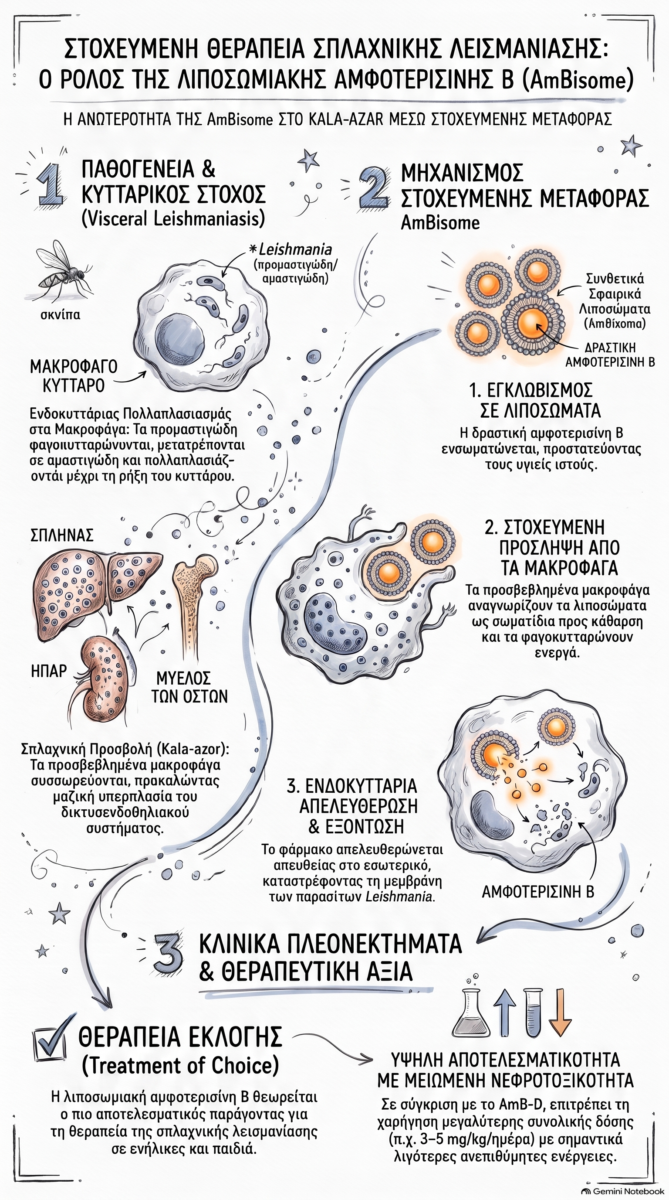 ΣΤΟΧΕΥΜΕΝΗ ΘΕΡΑΠΕΙΑ ΣΠΛΑΧΝΙΚΗΣ ΛΕΙΣΜΑΝΙΑΣΗΣ:
Ο ΡΟΛΟΣ ΤΗΣ ΛΙΠΟΣΩΜΙΑΚΗΣ ΑΜΦΟΤΕΡΙΣΙΝΗΣ Β (AmBisome)
Η ΑΝΩΤΕΡΟΤΗΤΑ ΤΗΣ AmBisome ΣΤΟ KALA-AZAR ΜΕΣΩ ΣΤΟΧΕΥΜΕΝΗΣ ΜΕΤΑΦΟΡΑΣ
1 ΠΑΘΟΓΕΝΕΙΑ &
ΚΥΤΤΑΡΙΚΟΣ ΣΤΟΧΟΣ
(Visceral Leishmaniasis)
*Leishmania
(προμαστιγώδη/
αμαστιγώδη)
σκνίπα
ΜΑΚΡΟΦΑΓΟ
ΚΥΤΤΑΡΟ
Ενδοκυττάριας Πολλαπλασιασμάς
στα Μακροφάγα: Τα προμαστιγώδη
φαγοιυτταρώνυνται, μετατρέπονται
σε αμαστιγώδη και πολλαπλασιάζ-
οντάι μέχρι τη ρήξη του κυττάρου.
ΣΠΛΗΝΑΣ
ΗΠΑΡ
ΜΥΕΛΟΣ
ΤΩΝ ΟΣΤΩΝ
Σπλαχνική Προσβολή (Kala-azor):
Τα προσβεβλημένα μακροφάγα
συσσωρεύονται, πρακαλώντας
μαζική υπερπλασία του
δικτυσενδοθηλιακού
συστήματος.
2 ΜΗΧΑΝΙΣΜΟΣ
ΣΤΟΧΕΥΜΕΝΗΣ ΜΕΤΑΦΟΡΑΣ
AmBisome
Συνθετικά
Σφαιρικά
Λιποσώματα
(Amθixoma)
ΔΡΑΣΤΙΚΗ
ΑΜΦΟΤΕΡΙΣΙΝΗ Β
1. ΕΓΚΛΩΒΙΣΜΟΣ
ΣΕ ΛΙΠΟΣΩΜΑΤΑ
Η δραστική αμφοτερισίνη Β
ενσωματώνεται, προστατεύοντας
τους υγιείς ιστούς.
2. ΣΤΟΧΕΥΜΕΝΗ
ΠΡΟΣΛΗΨΗ ΑΠΟ
ΤΑ ΜΑΚΡΟΦΑΓΑ
Τα προσβεβλημένα μακροφάγα
αναγνωρίζουν τα λιποσώματα
ως σωματίδια προς κάθαρση
και τα φαγοκυτταρώνουν
ενεργά.
3. ΕΝΔΟΚΥΤΤΑΡΙΑ
ΑΠΕΛΕΥΘΕΡΩΣΗ
& ΕΞΟΝΤΩΣΗ
Το φάρμακο απελευθερώνεται
απευθείας στο εσωτερικό,
καταστρέφοντας τη μεμβράνη
των παρασίτων Leishmania.
ΑΜΦΟΤΕΡΙΣΙΝΗ Β
3 ΚΛΙΝΙΚΑ ΠΛΕΟΝΕΚΤΗΜΑΤΑ
& ΘΕΡΑΠΕΥΤΙΚΗ ΑΞΙΑ
ΘΕΡΑΠΕΙΑ ΕΚΛΟΓΗΣ
(Treatment of Choice)
Η λιποσωμιακή αμφοτερισίνη Β θεωρείται
ο πιο αποτελεσματικός παράγοντας για
τη θεραπεία της σπλαχνικής λεισμανίασης
σε ενήλικες και παιδιά.
ΥΨΗΛΗ ΑΠΟΤΕΛΕΣΜΑΤΙΚΟΤΗΤΑ
ΜΕ ΜΕΙΩΜΕΝΗ ΝΕΦΡΟΤΟΞΙΚΟΤΗΤΑ
Σε σύγκριση με το AmB-D, επιτρέπει τη
χαρήγηση μεγαλύτερης συνολικής δόσης
(π.χ. 3–5 mg/kg/ημέρα) με σημαντικά
λιγότερες ανεπιθύμητες ενέργειες.
Gemini Notebook